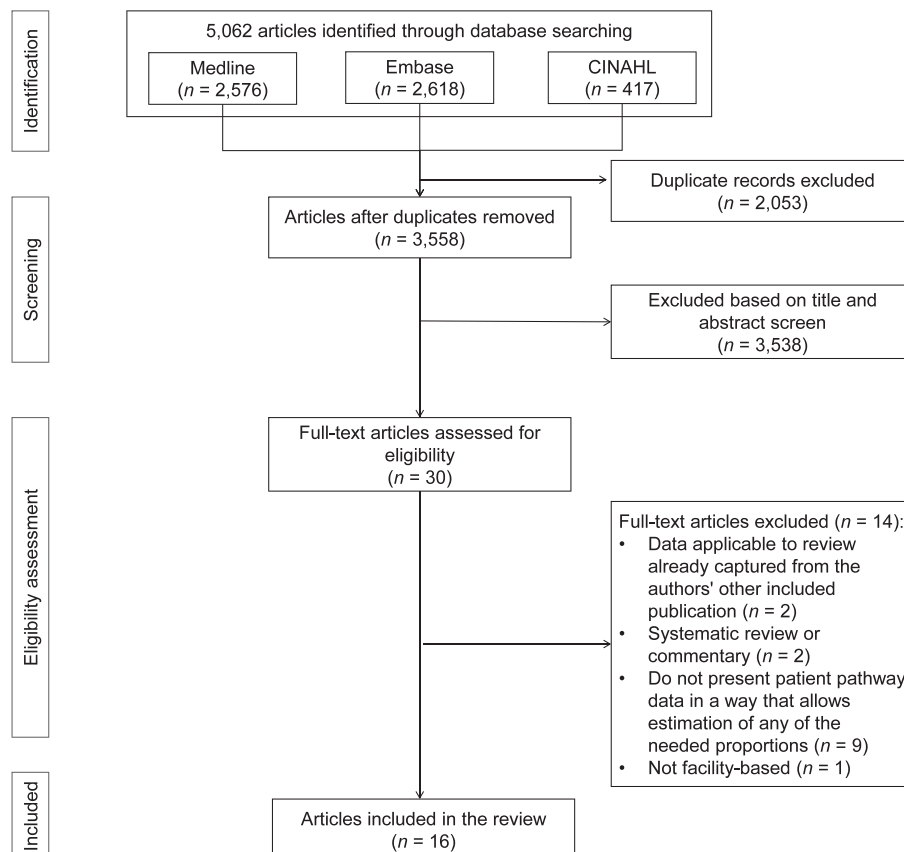 Identification
5,062 articles identified through database searching
Medline
(n = 2,576)
Embase
(n = 2,618)
CINAHL
(n = 417)
Duplicate records excluded
(n = 2,053)
Screening
Articles after duplicates removed
(n = 3,558)
Excluded based on title and
abstract screen
(n = 3,538)
Eligibility assessment
Full-text articles assessed for
eligibility
(n = 30)
Full-text articles excluded (n = 14):
• Data applicable to review
already captured from the
authors' other included
publication (n = 2)
• Systematic review or
commentary (n = 2)
• Do not present patient pathway
data in a way that allows
estimation of any of the
needed proportions (n = 9)
• Not facility-based (n = 1)
Included
Articles included in the review
(n = 16)